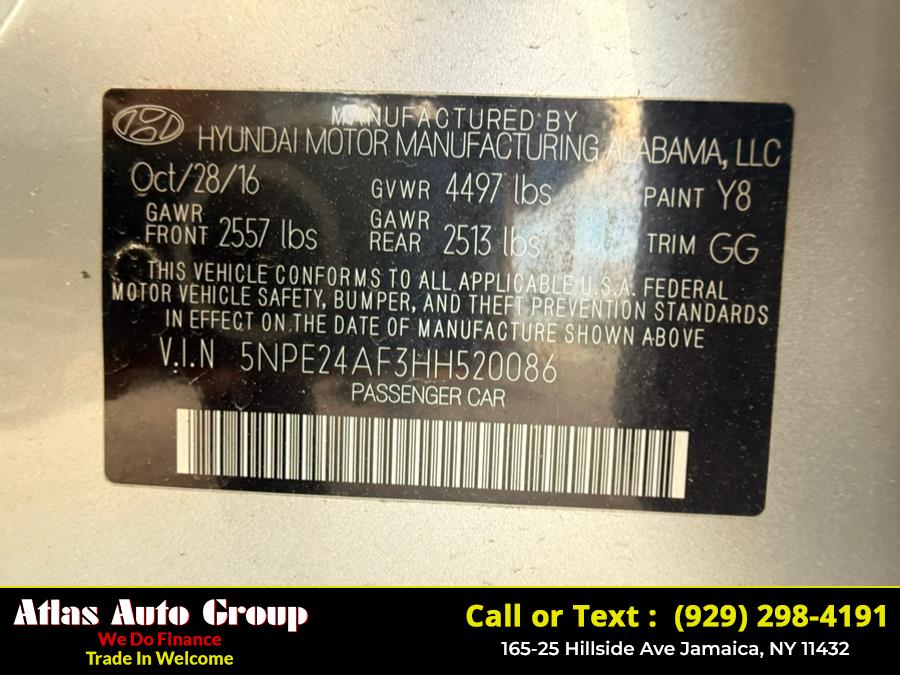 MANUFACTURED BY
HYUNDAI MOTOR MANUFACTURING ALABAMA, LLC
Oct/28/16 GVWR 4497 lbs PAINT Y8
GAWR FRONT 2557 lbs GAWR REAR 2513 lbs TRIM GG
THIS VEHICLE CONFORMS TO ALL APPLICABLE U.S.A. FEDERAL
MOTOR VEHICLE SAFETY, BUMPER, AND THEFT PREVENTION STANDARDS
IN EFFECT ON THE DATE OF MANUFACTURE SHOWN ABOVE
V.I.N 5NPE24AF3HH520086
PASSENGER CAR
Atlas Auto Group
We Do Finance
Trade In Welcome
Call or Text : (929) 298-4191
165-25 Hillside Ave Jamaica, NY 11432